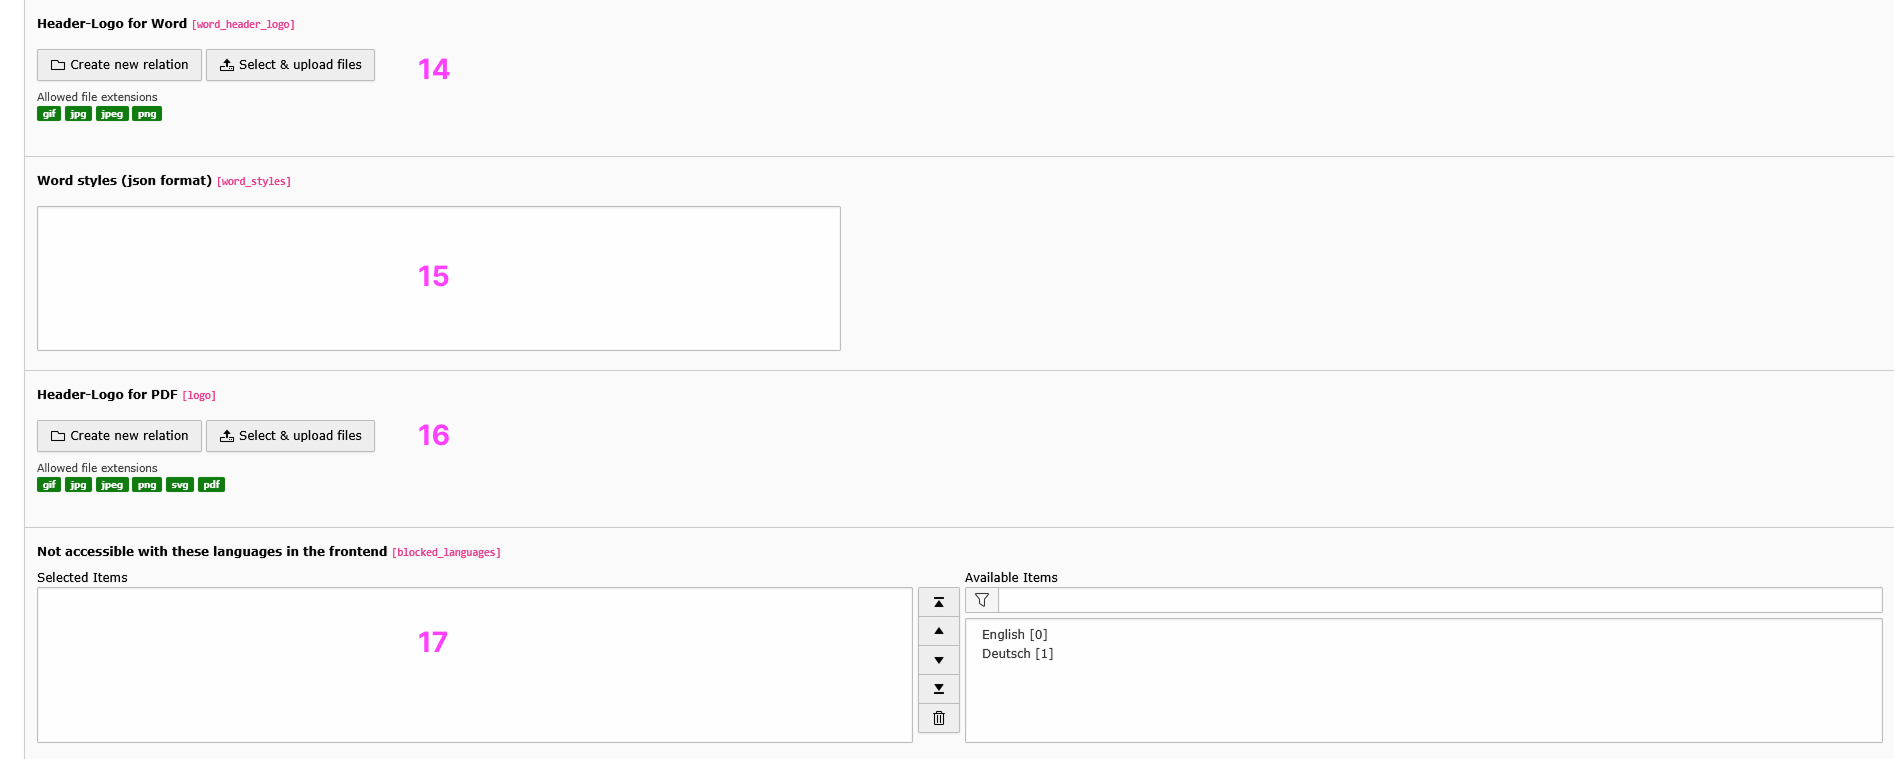 Header-Logo for Word [word_header_logo]
Create new relation Select & upload files 14
Allowed file extensions
gif jpg jpeg png
Word styles (json format) [word_styles]
15
Header-Logo for PDF [logo]
Create new relation Select & upload files 16
Allowed file extensions
gif jpg jpeg png svg pdf
Not accessible with these languages in the frontend [blocked_languages]
Selected Items Available Items
17
English [0]
Deutsch [1]